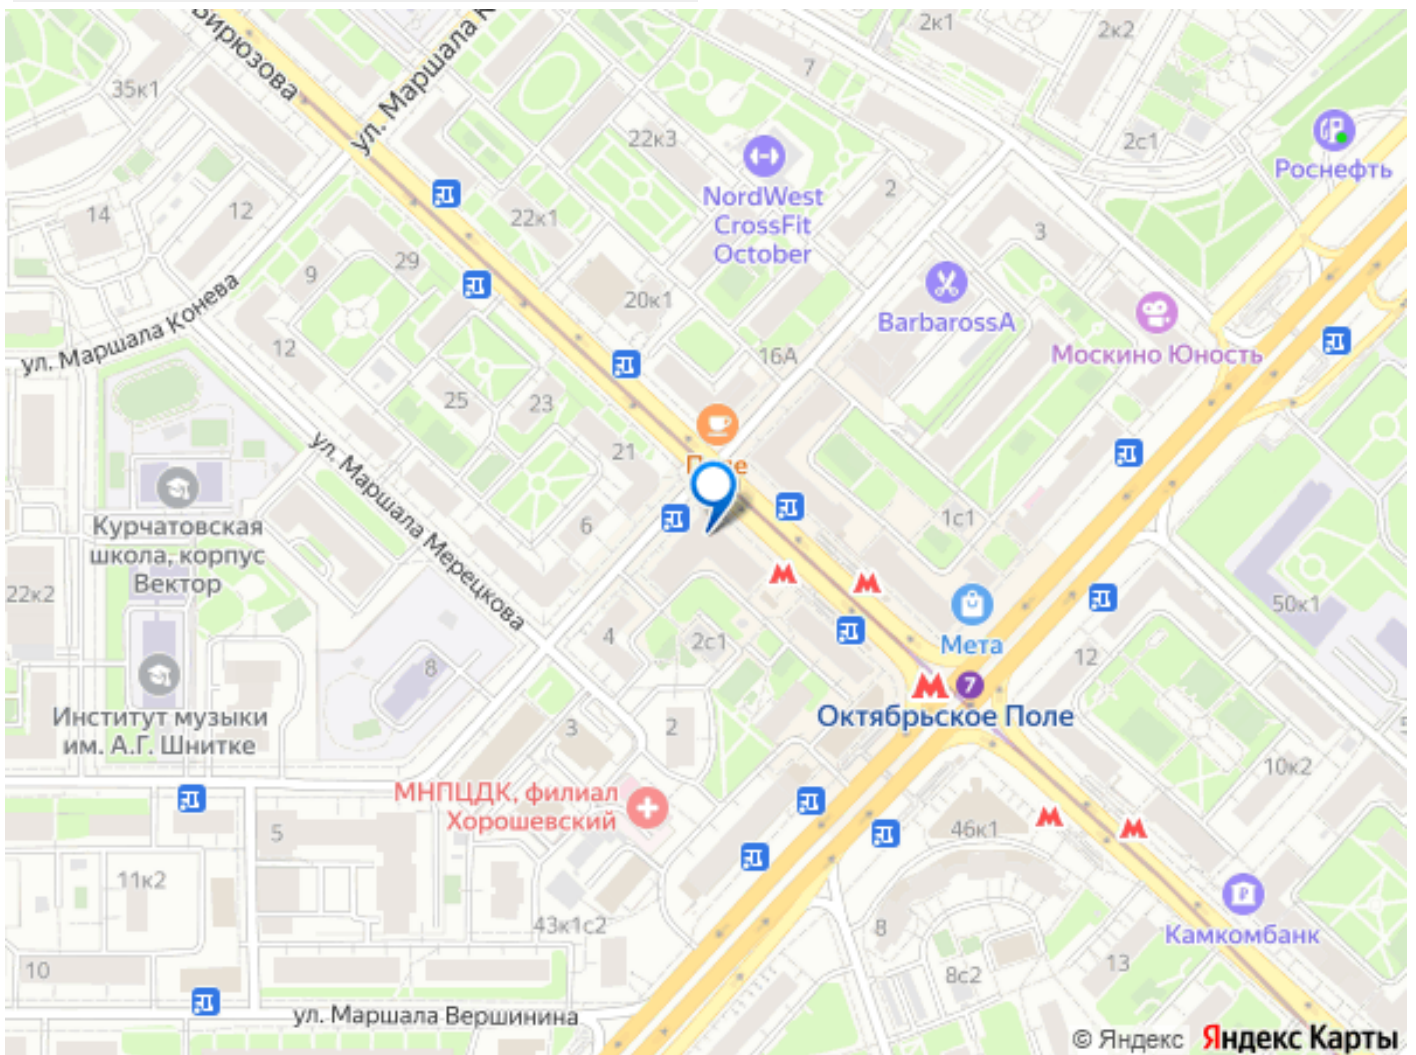 Бирюзова
ул. Маршала К
2к1
2к2
7
35к1
22к3
2с1
Роснефть
NordWest
CrossFit
October
2
14
12
22к1
3
29
9
20к1
BarbarossA
ул. Маршала Конева
12
16А
Москино Юность
25
23
21
ул. Маршала Мерецкова
6
1с1
Курчатовская
школа, корпус
Вектор
22к2
50к1
4
2с1
Мета
12
8
7
Октябрьское Поле
Институт музыки
им. А.Г. Шнитке
3
2
10к2
МНПЦДК, филиал
Хорошевский
5
46к1
11к2
43к1с2
8
Камкомбанк
10
8с2
13
ул. Маршала Вершинина
© Яндекс Яндекс Карты